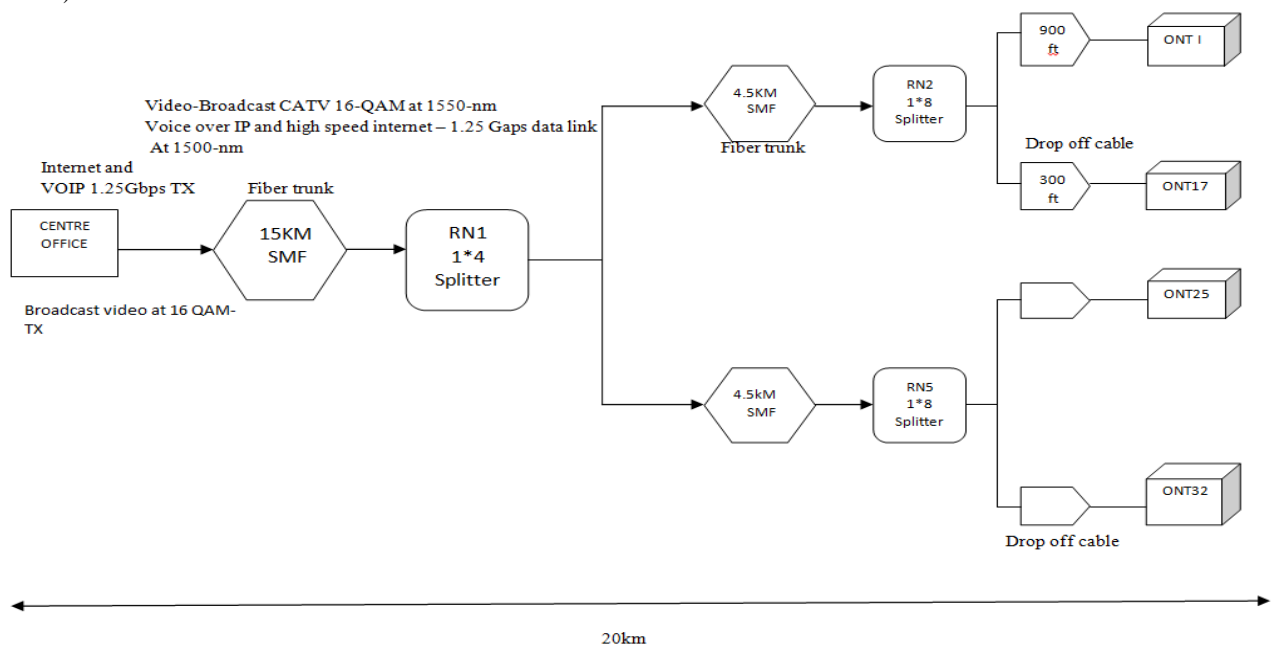 900
ft
ONT I
Video-Broadcast CATV 16-QAM at 1550-nm
Voice over IP and high speed internet – 1.25 Gaps data link
At 1500-nm
4.5KM
SMF
Fiber trunk
RN2
1*8
Splitter
Drop off cable
300
ft
ONT17
Internet and
VOIP 1.25Gbps TX
Fiber trunk
CENTRE
OFFICE
15KM
SMF
RN1
1*4
Splitter
Broadcast video at 16 QAM-
TX
4.5kM
SMF
RN5
1*8
Splitter
ONT25
ONT32
Drop off cable
20km